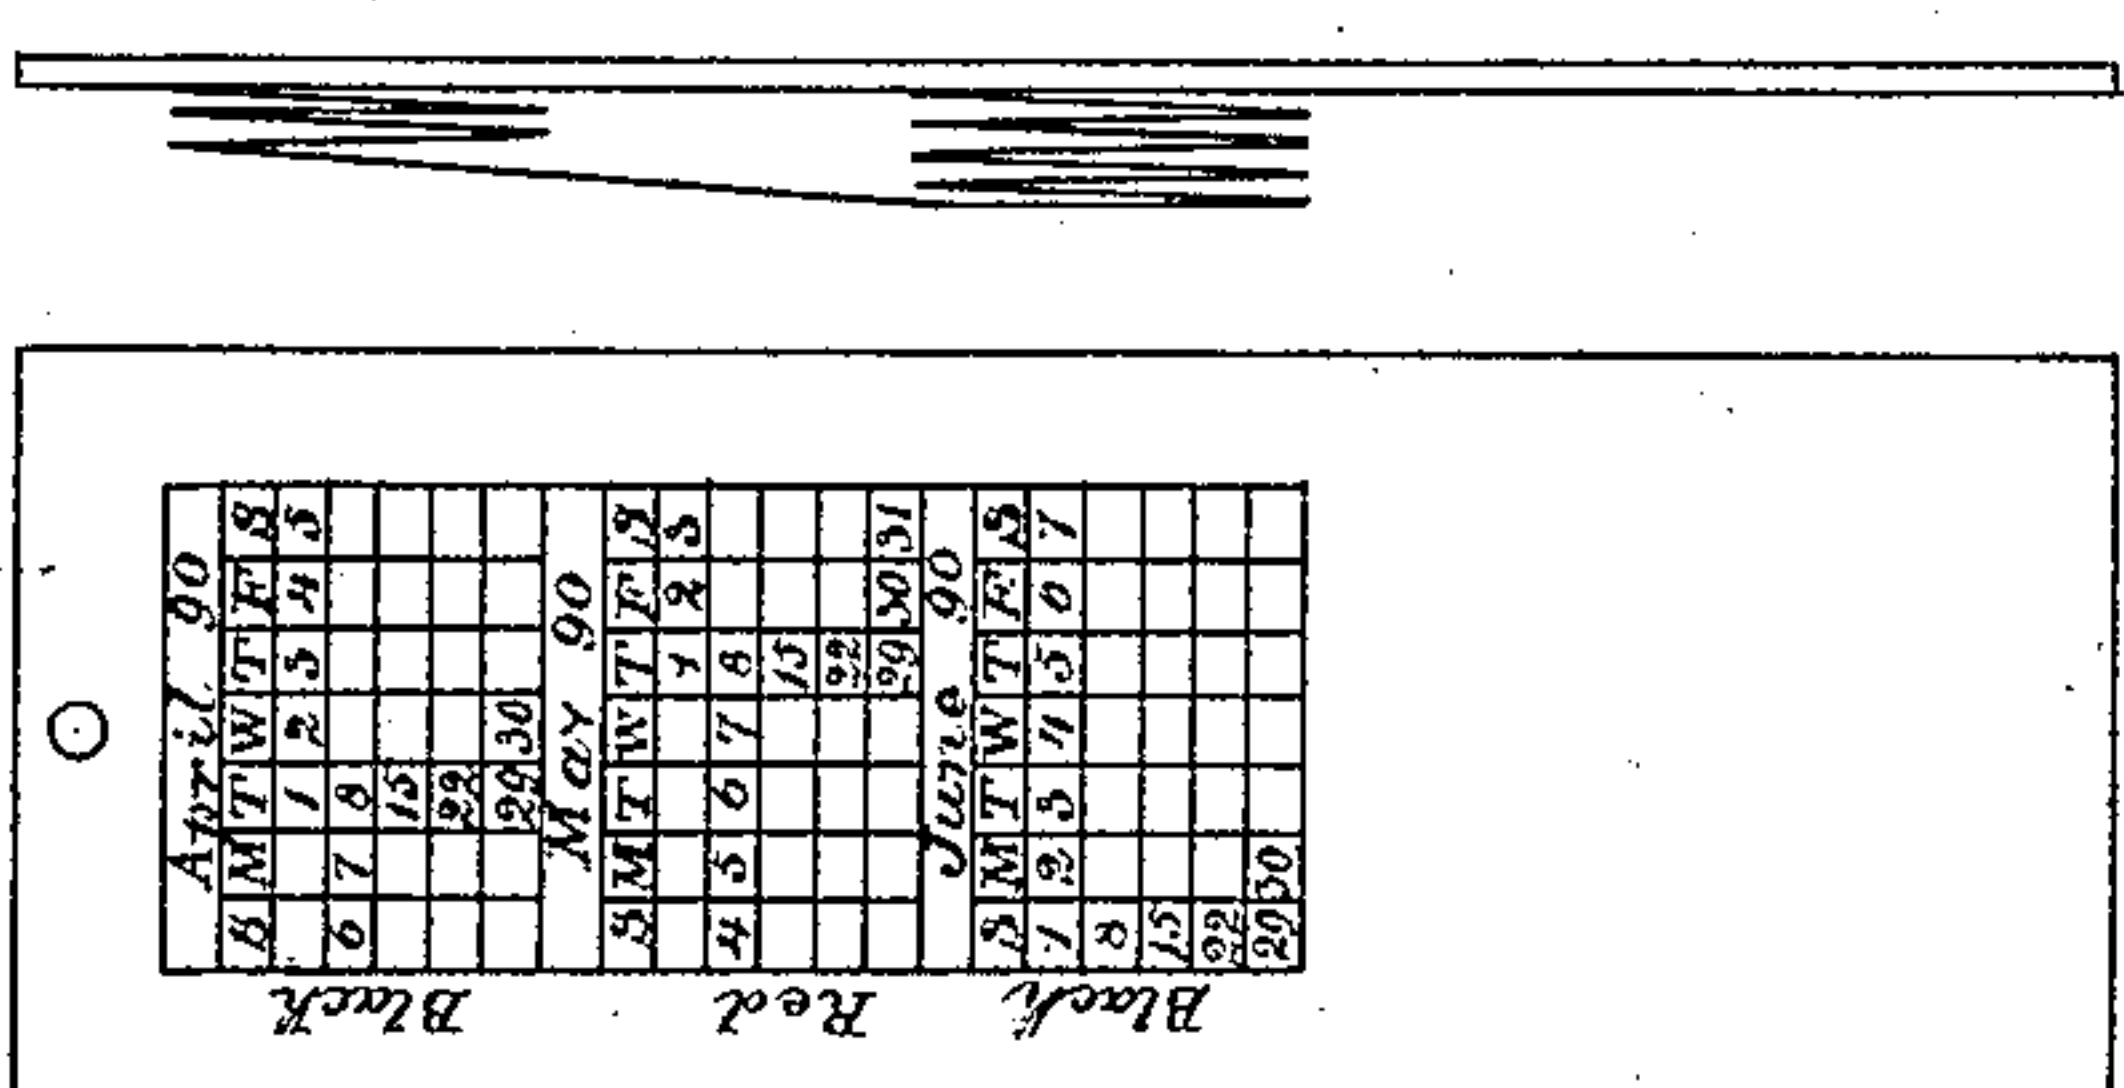 April 90
S M T W T F S
1 2 3 4 5
6 7 8
15
22
29 30
May 90
S M T W T F S
1 2 3
4 5 6 7 8
15
22
29 30 31
June 90
S M T W T F S
1 2 3 4 5 6 7
8
15
22
29 30
Black
Red
Black